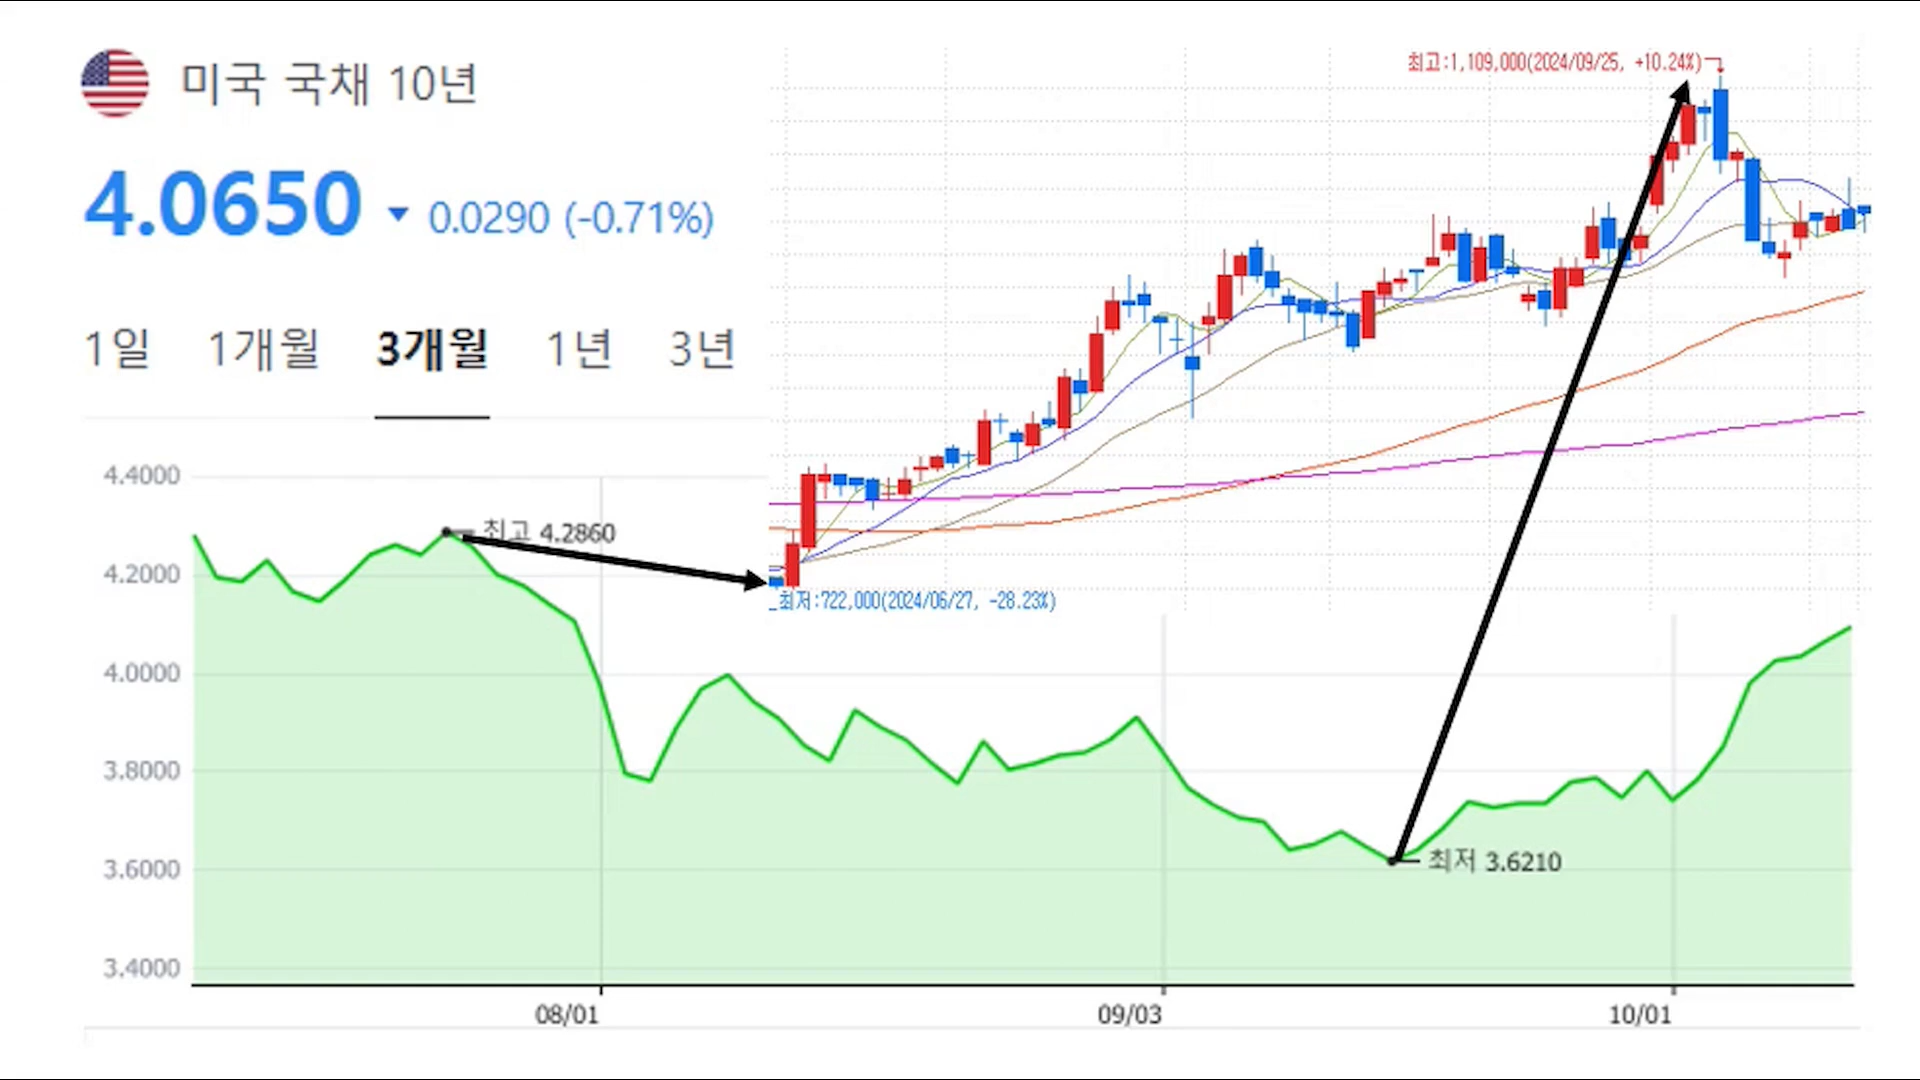 미국 국채 10년
4.0650 ▼ 0.0290 (-0.71%)
1일 1개월 3개월 1년 3년
최고:1,109,000(2024/09/25, +10.24%)
최저:722,000(2024/06/27, -28.23%)
4.4000
최고 4.2860
4.2000
4.0000
3.8000
3.6000
최저 3.6210
3.4000
08/01 09/03 10/01